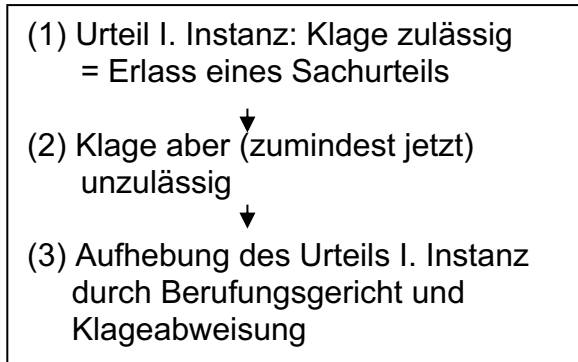 (1) Urteil I. Instanz: Klage zulässig
= Erlass eines Sachurteils
(2) Klage aber (zumindest jetzt)
unzulässig
(3) Aufhebung des Urteils I. Instanz
durch Berufungsgericht und
Klageabweisung